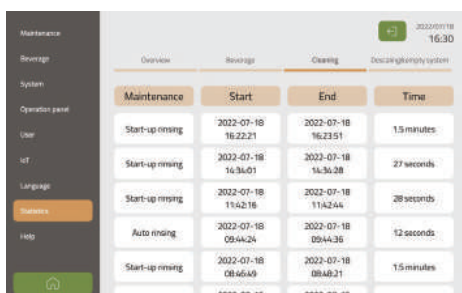 2022/07/18
Maintenance
16:30
Beverage
Overview
Beverage
Cleaning
Descaling&empty system
System
Maintenance
Start
End
Time
Operation panel
Start-up rinsing
2022-07-18
16:22:21
2022-07-18
16:23:51
1.5 minutes
User
IoT
Start-up rinsing
2022-07-18
14:34:01
2022-07-18
14:34:28
27 seconds
Language
Start-up rinsing
2022-07-18
11:42:16
2022-07-18
11:42:44
28 seconds
Statistics
Help
Auto rinsing
2022-07-18
09:44:24
2022-07-18
09:44:36
12 seconds
Start-up rinsing
2022-07-18
08:46:49
2022-07-18
08:48:21
1.5 minutes